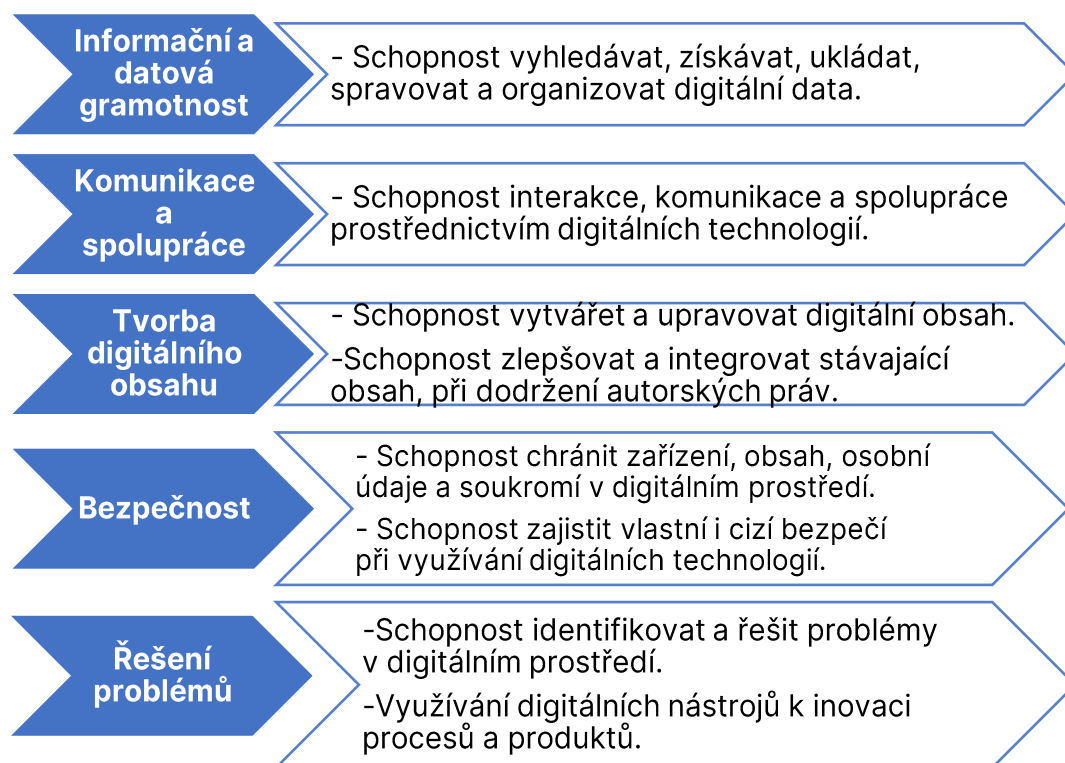 Informační a
datová
gramotnost
- Schopnost vyhledávat, získávat, ukládat,
spravovat a organizovat digitální data.
Komunikace
a
spolupráce
- Schopnost interakce, komunikace a spolupráce
prostřednictvím digitálních technologií.
Tvorba
digitálního
obsahu
- Schopnost vytvářet a upravovat digitální obsah.
-Schopnost zlepšovat a integrovat stávajaící
obsah, při dodržení autorských práv.
Bezpečnost
- Schopnost chránit zařízení, obsah, osobní
údaje a soukromí v digitálním prostředí.
- Schopnost zajistit vlastní i cizí bezpečí
při využívání digitálních technologií.
Řešení
problémů
-Schopnost identifikovat a řešit problémy
v digitálním prostředí.
-Využívání digitálních nástrojů k inovaci
procesů a produktů.